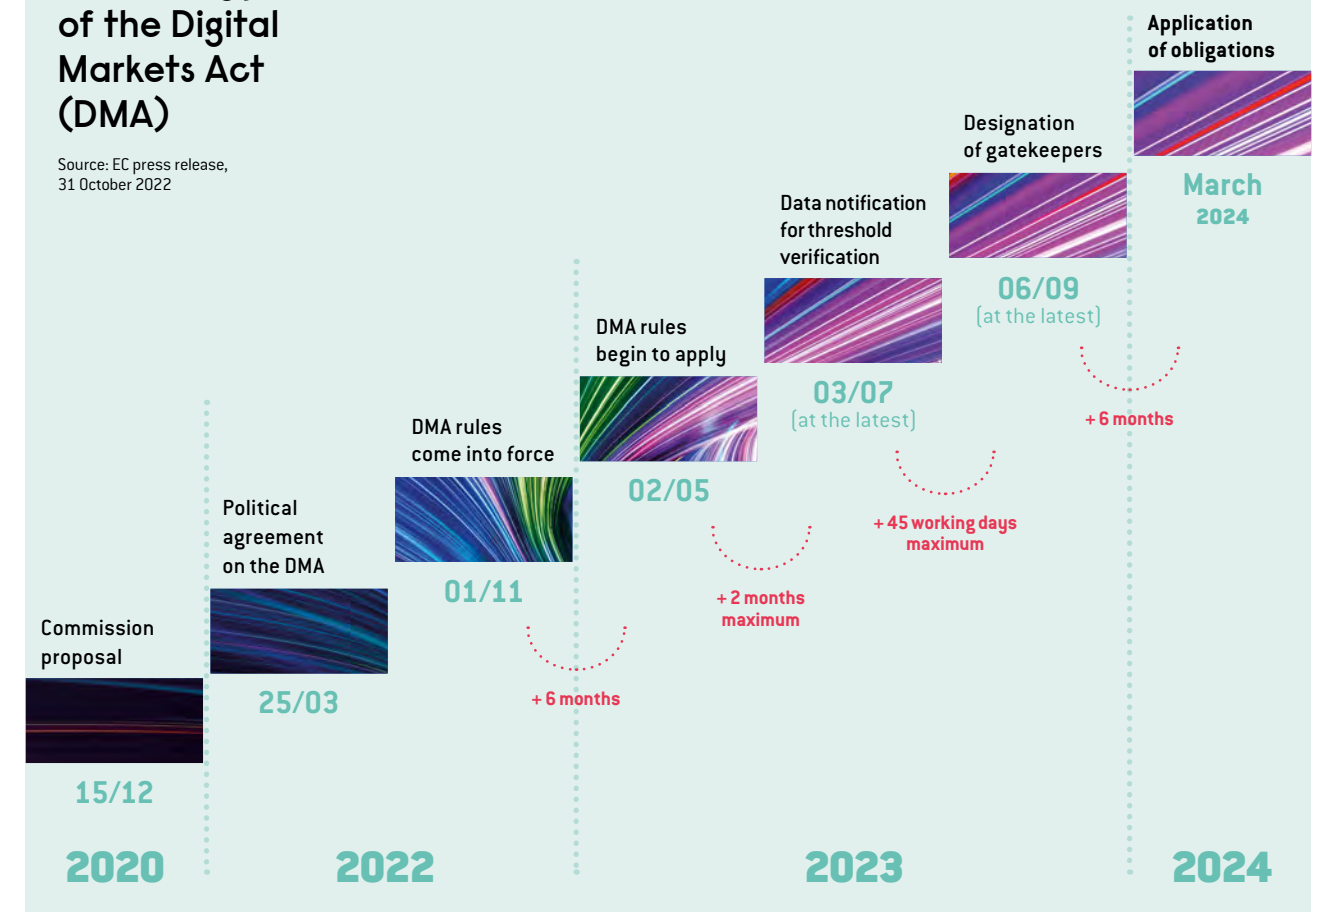 of the Digital
Markets Act
(DMA)
Source: EC press release,
31 October 2022
Commission
proposal
15/12
2020
Political
agreement
on the DMA
25/03
DMA rules
come into force
01/11
2022
+ 6 months
DMA rules
begin to apply
02/05
+ 2 months
maximum
Data notification
for threshold
verification
03/07
(at the latest)
+ 45 working days
maximum
Designation
of gatekeepers
06/09
(at the latest)
2023
+ 6 months
Application
of obligations
March
2024
2024